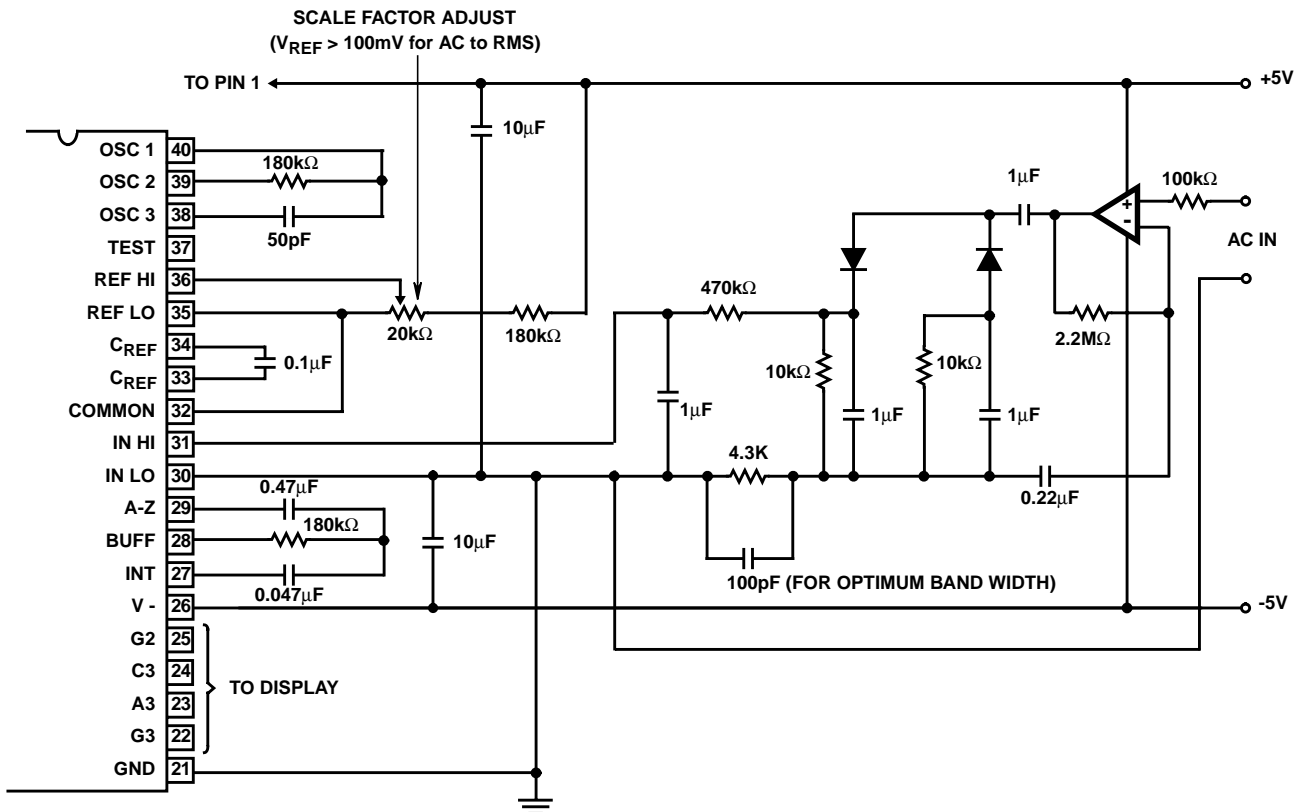 SCALE FACTOR ADJUST
(VREF > 100mV for AC to RMS)
TO PIN 1
+5V
10µF
OSC 1 40
180kΩ
OSC 2 39
OSC 3 38
50pF
TEST 37
REF HI 36
REF LO 35
20kΩ
180kΩ
CREF 34
0.1µF
CREF 33
COMMON 32
IN HI 31
IN LO 30
0.47µF
A-Z 29
180kΩ
BUFF 28
INT 27
0.047µF
V - 26
G2 25
C3 24
A3 23
G3 22
GND 21
TO DISPLAY
10µF
470kΩ
1µF
10kΩ
1µF
10kΩ
1µF
4.3K
100pF (FOR OPTIMUM BAND WIDTH)
0.22µF
1µF
+
-
100kΩ
AC IN
2.2MΩ
-5V